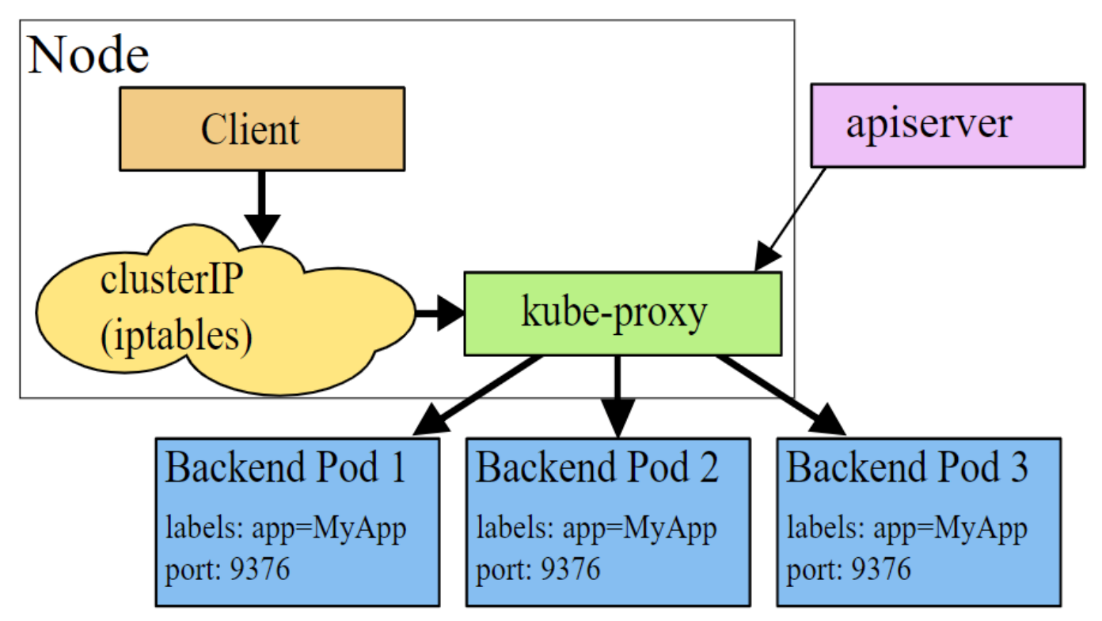 Node
Client
apiserver
clusterIP
(iptables)
kube-proxy
Backend Pod 1
labels: app=MyApp
port: 9376
Backend Pod 2
labels: app=MyApp
port: 9376
Backend Pod 3
labels: app=MyApp
port: 9376